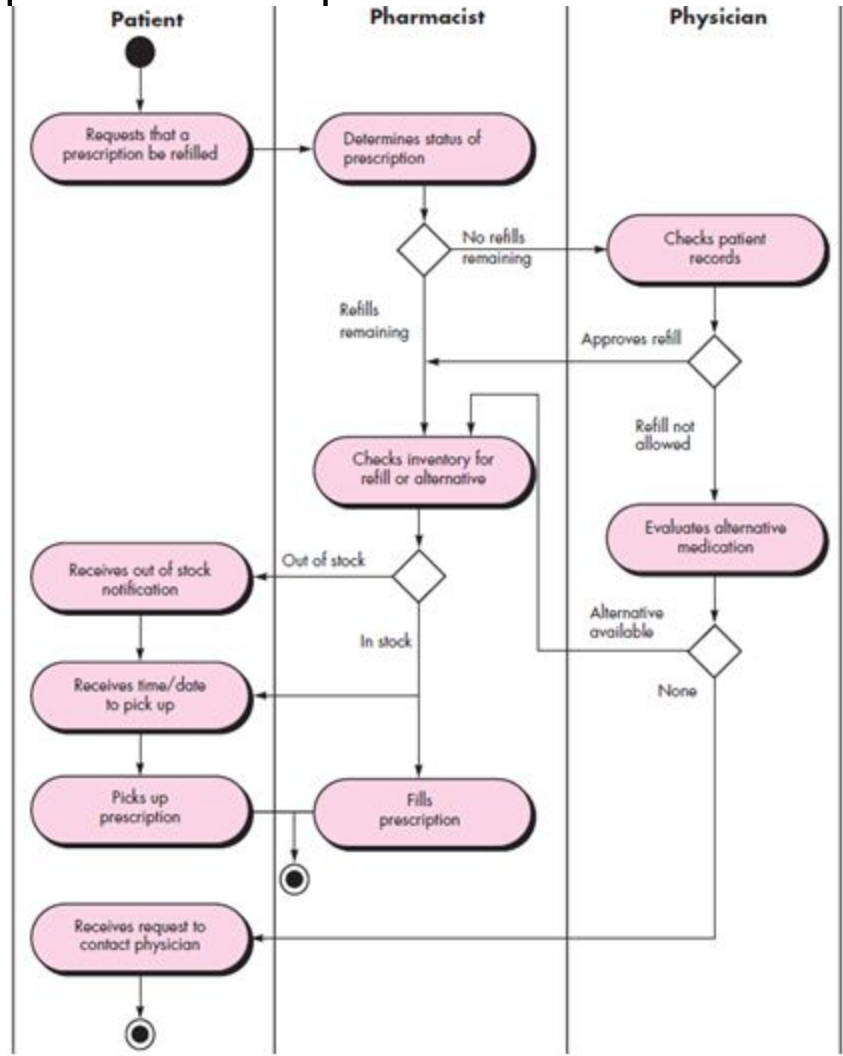 Patient
Pharmacist
Physician
Requests that a
prescription be refilled
Determines status of
prescription
No refills
remaining
Checks patient
records
Refills
remaining
Approves refill
Refill not
allowed
Checks inventory for
refill or alternative
Evaluates alternative
medication
Out of stock
Receives out of stock
notification
In stock
Alternative
available
None
Receives time/date
to pick up
Picks up
prescription
Fills
prescription
Receives request to
contact physician